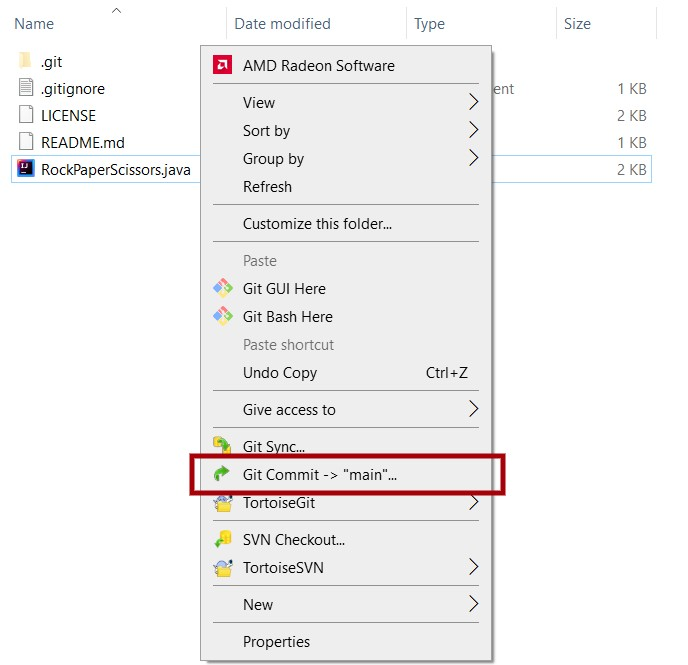 Name Date modified Type Size
.git
.gitignore ent 1 KB
LICENSE 2 KB
README.md 1 KB
RockPaperScissors.java 2 KB
AMD Radeon Software
View
Sort by
Group by
Refresh
Customize this folder...
Paste
Git GUI Here
Git Bash Here
Paste shortcut
Undo Copy Ctrl+Z
Give access to
Git Sync...
Git Commit -> "main"...
TortoiseGit
SVN Checkout...
TortoiseSVN
New
Properties